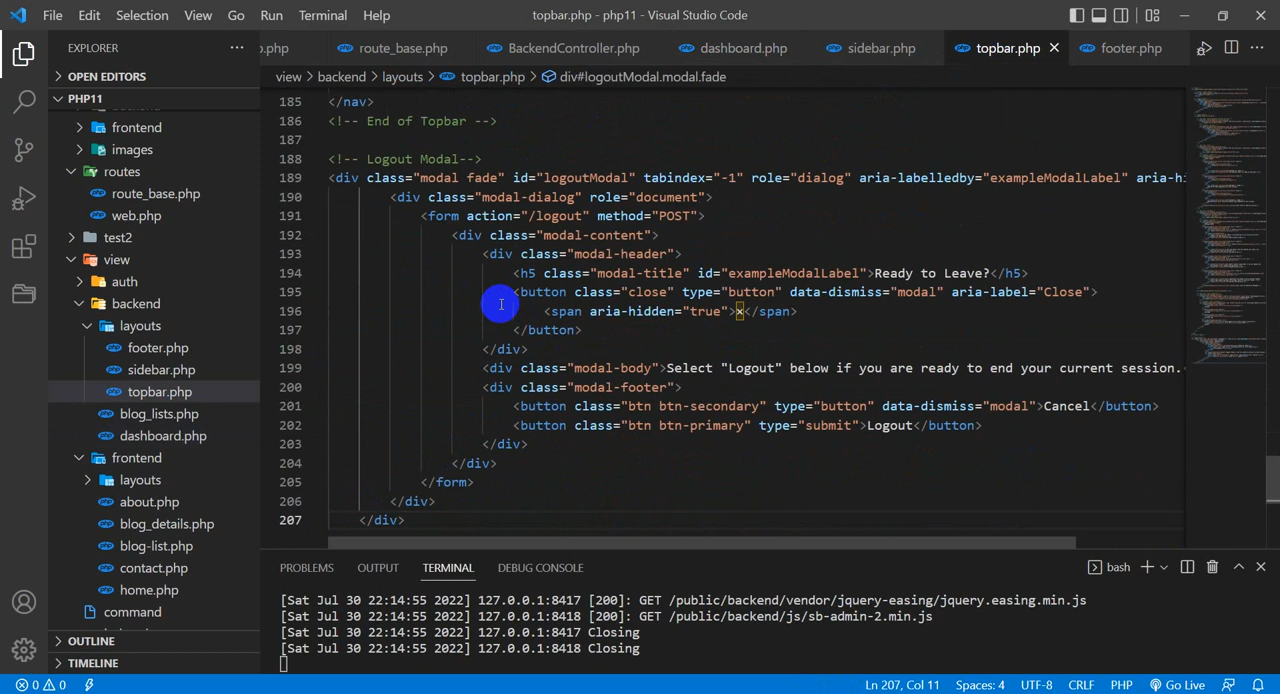 File Edit Selection View Go Run Terminal Help topbar.php - php11 - Visual Studio Code
EXPLORER ···
OPEN EDITORS
PHP11
frontend
images
routes
route_base.php
web.php
test2
view
auth
backend
layouts
footer.php
sidebar.php
topbar.php
blog_lists.php
dashboard.php
frontend
layouts
about.php
blog_details.php
blog-list.php
contact.php
home.php
command
OUTLINE
TIMELINE
.php route_base.php BackendController.php dashboard.php sidebar.php topbar.php footer.php
view > backend > layouts > topbar.php > div#logoutModal.modal.fade
185 </nav>
186 <!-- End of Topbar -->
187
188 <!-- Logout Modal-->
189 <div class="modal fade" id="logoutModal" tabindex="-1" role="dialog" aria-labelledby="exampleModalLabel" aria-hi
190 <div class="modal-dialog" role="document">
191 <form action="/logout" method="POST">
192 <div class="modal-content">
193 <div class="modal-header">
194 <h5 class="modal-title" id="exampleModalLabel">Ready to Leave?</h5>
195 <button class="close" type="button" data-dismiss="modal" aria-label="Close">
196 <span aria-hidden="true">×</span>
197 </button>
198 </div>
199 <div class="modal-body">Select "Logout" below if you are ready to end your current session.
200 <div class="modal-footer">
201 <button class="btn btn-secondary" type="button" data-dismiss="modal">Cancel</button>
202 <button class="btn btn-primary" type="submit">Logout</button>
203 </div>
204 </div>
205 </form>
206 </div>
207 </div>
PROBLEMS OUTPUT TERMINAL DEBUG CONSOLE bash
[Sat Jul 30 22:14:55 2022] 127.0.0.1:8417 [200]: GET /public/backend/vendor/jquery-easing/jquery.easing.min.js
[Sat Jul 30 22:14:55 2022] 127.0.0.1:8418 [200]: GET /public/backend/js/sb-admin-2.min.js
[Sat Jul 30 22:14:55 2022] 127.0.0.1:8417 Closing
[Sat Jul 30 22:14:55 2022] 127.0.0.1:8418 Closing
0 0 Ln 207, Col 11 Spaces: 4 UTF-8 CRLF PHP Go Live